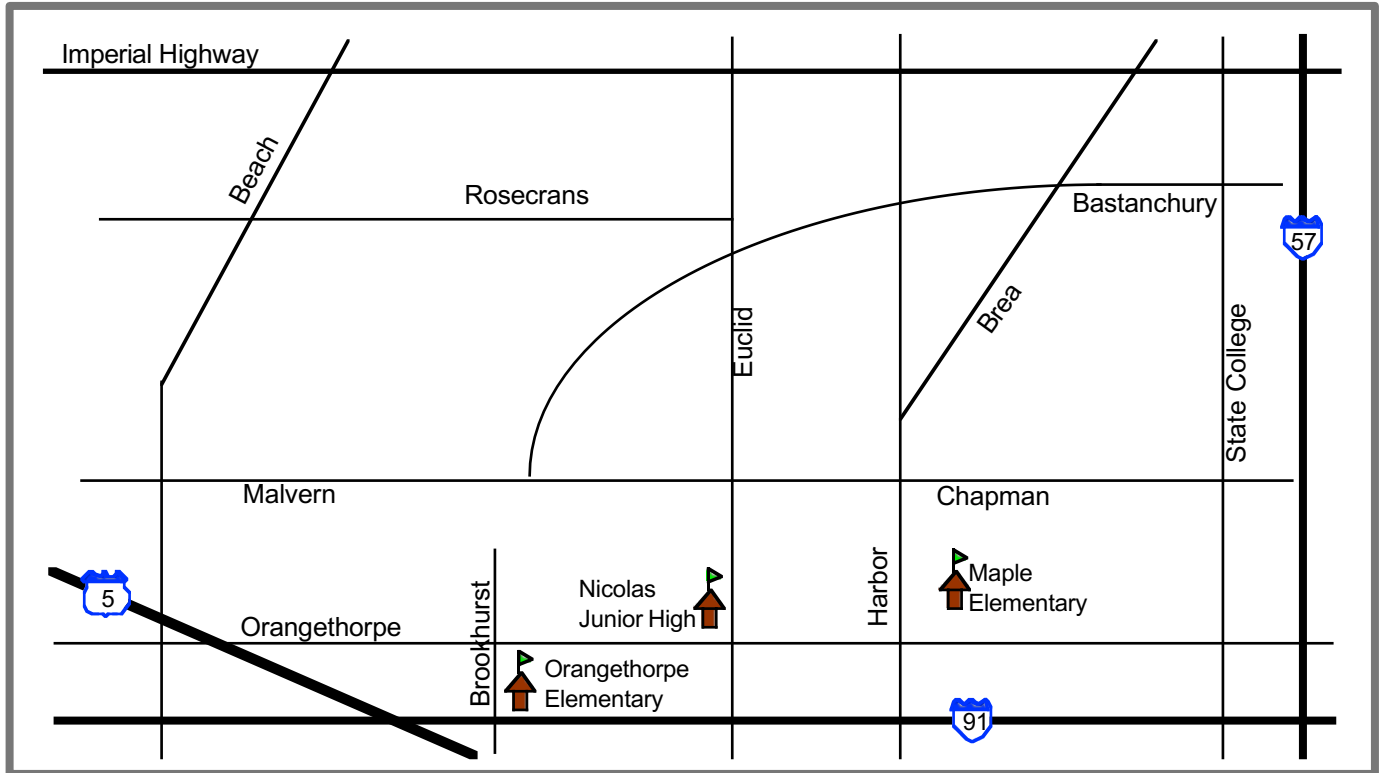 Imperial Highway
Beach
Rosecrans
Bastanchury
57
Euclid
Brea
State College
Malvern
Chapman
5
Orangethorpe
Brookhurst
Nicolas
Junior High
Harbor
Maple
Elementary
Orangethorpe
Elementary
91